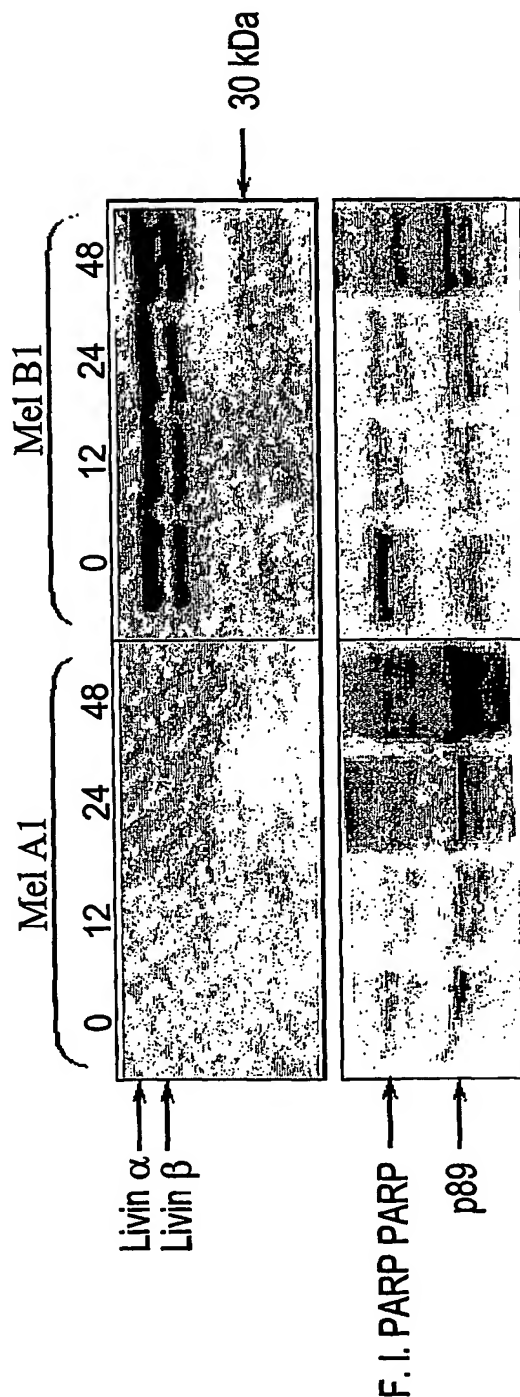 Mel A1 Mel B1
0 12 24 48 0 12 24 48
Livin α
Livin β
30 kDa
F. I. PARP PARP
p89